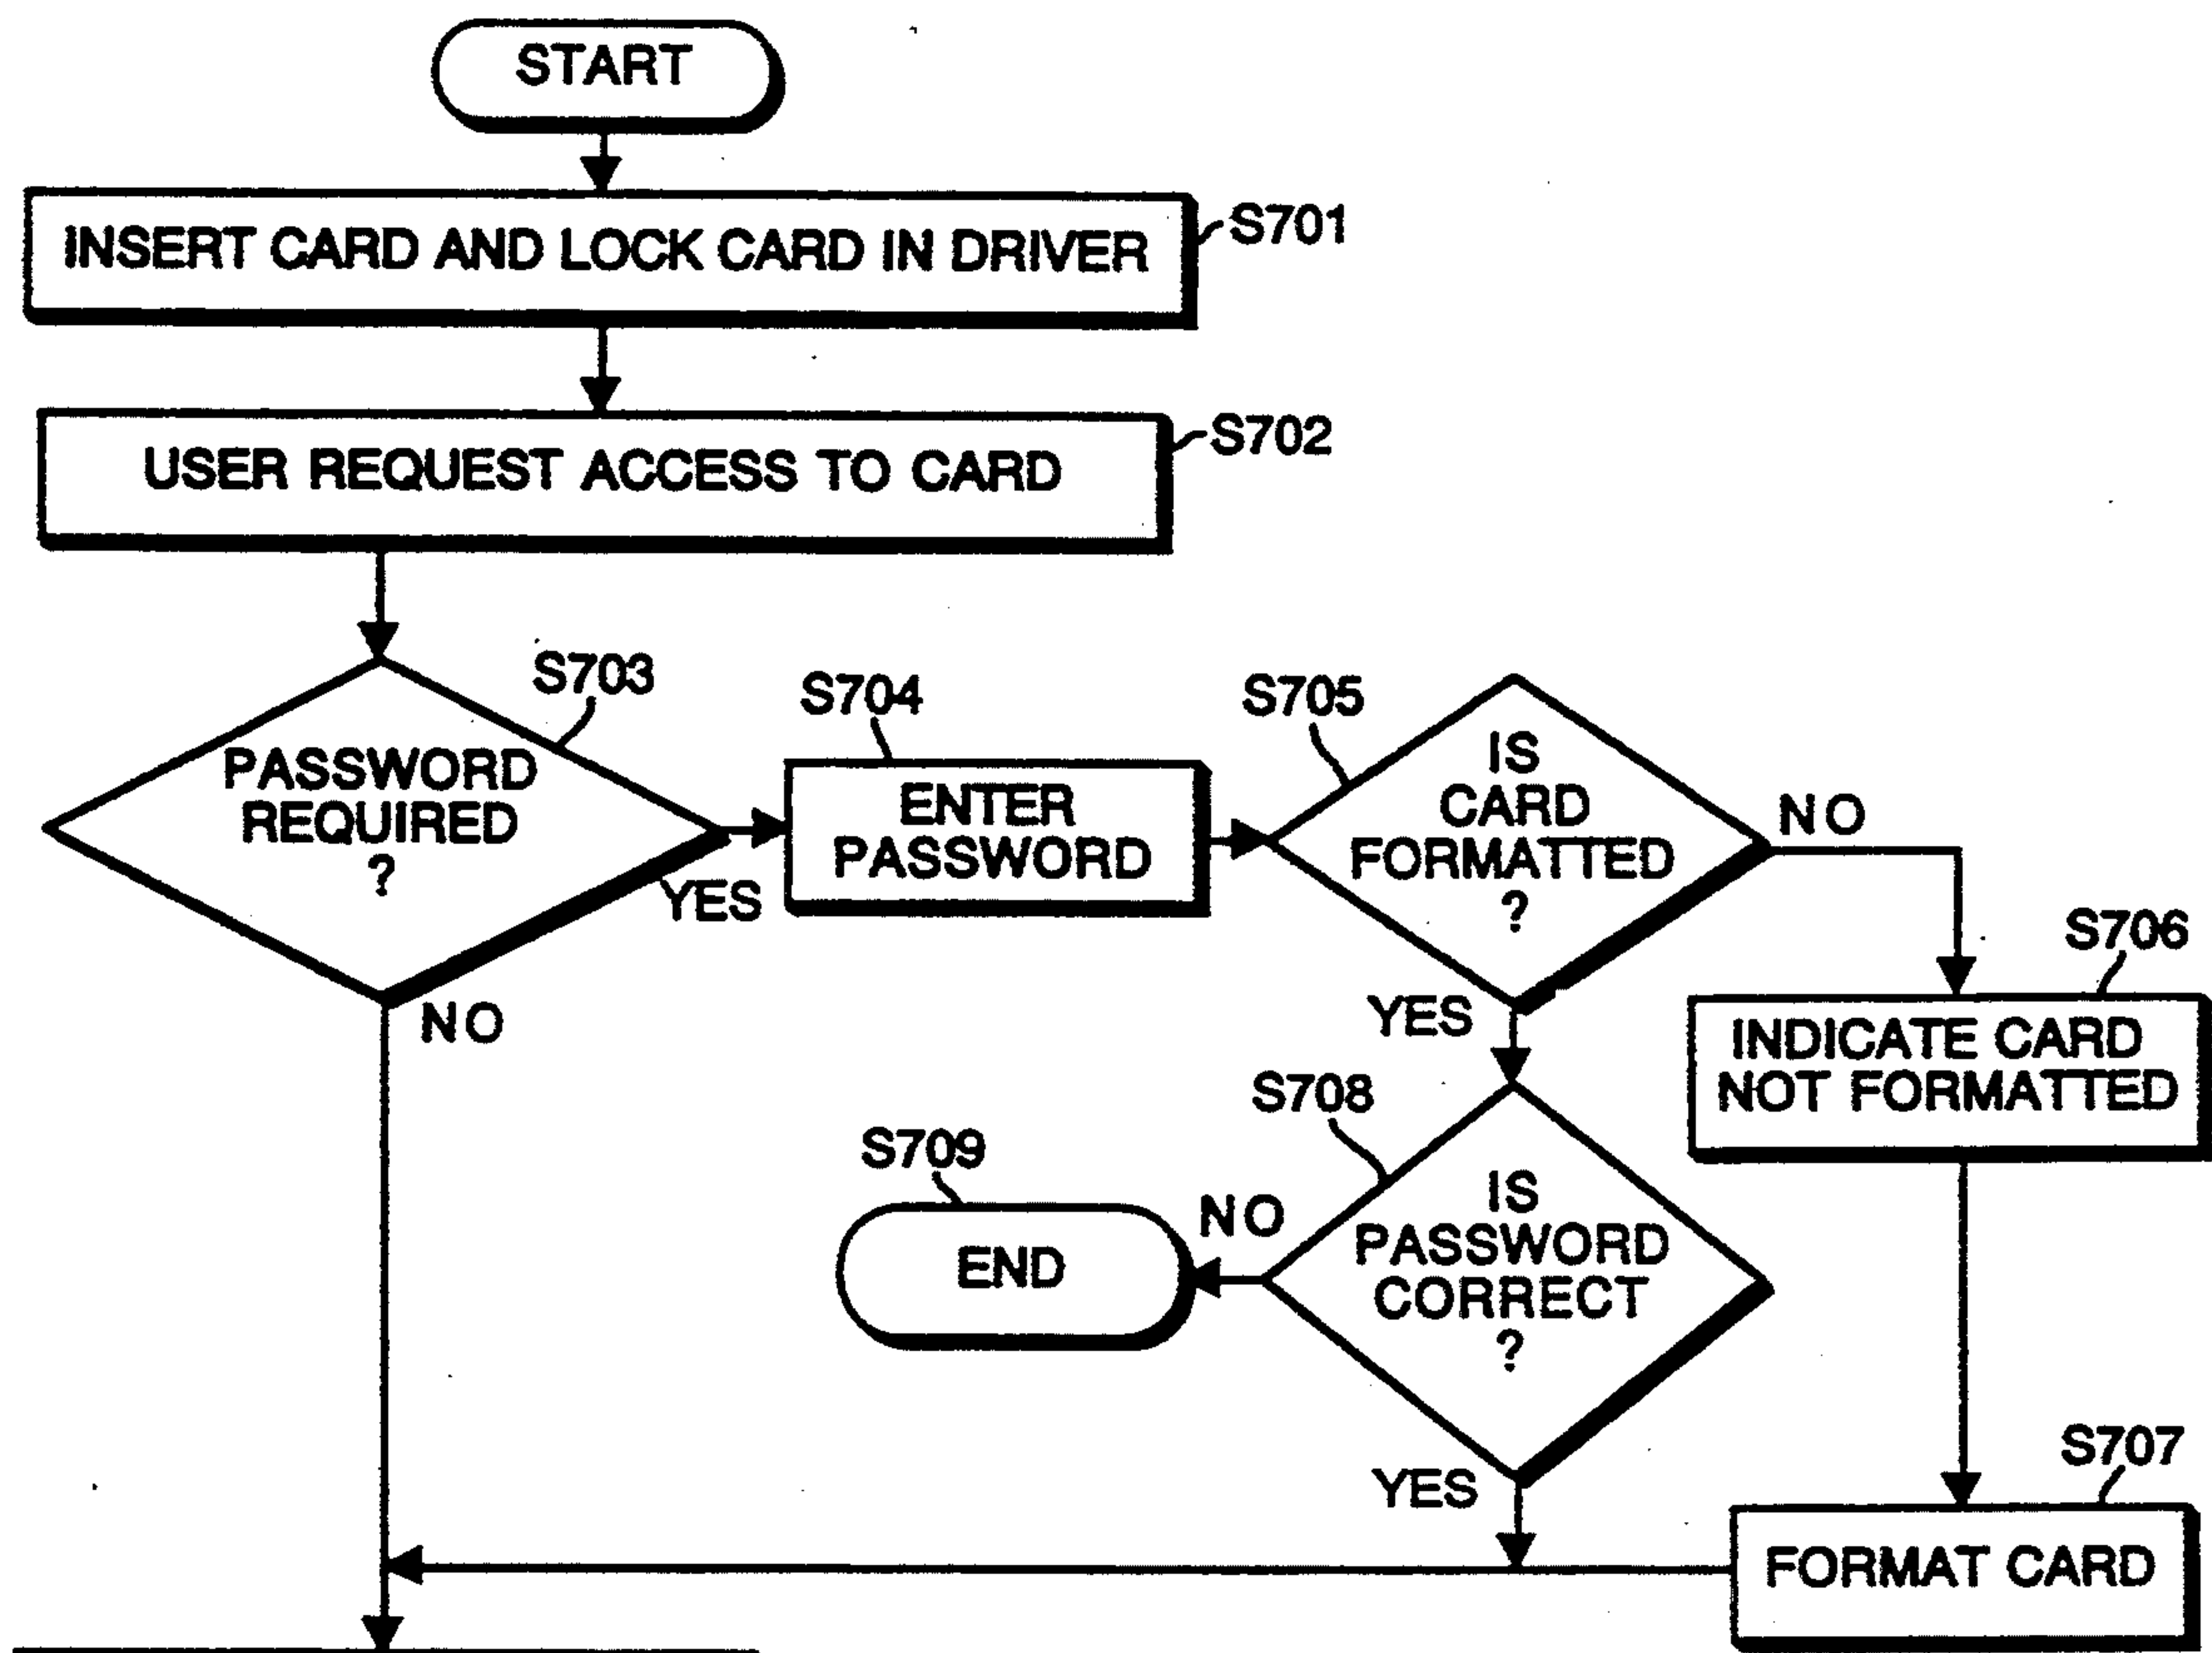 START
INSERT CARD AND LOCK CARD IN DRIVER
S701
USER REQUEST ACCESS TO CARD
S702
S703
PASSWORD
REQUIRED
?
YES
NO
S704
ENTER
PASSWORD
S705
IS
CARD
FORMATTED
?
NO
YES
S706
INDICATE CARD
NOT FORMATTED
S708
IS
PASSWORD
CORRECT
?
NO
YES
S709
END
S707
FORMAT CARD